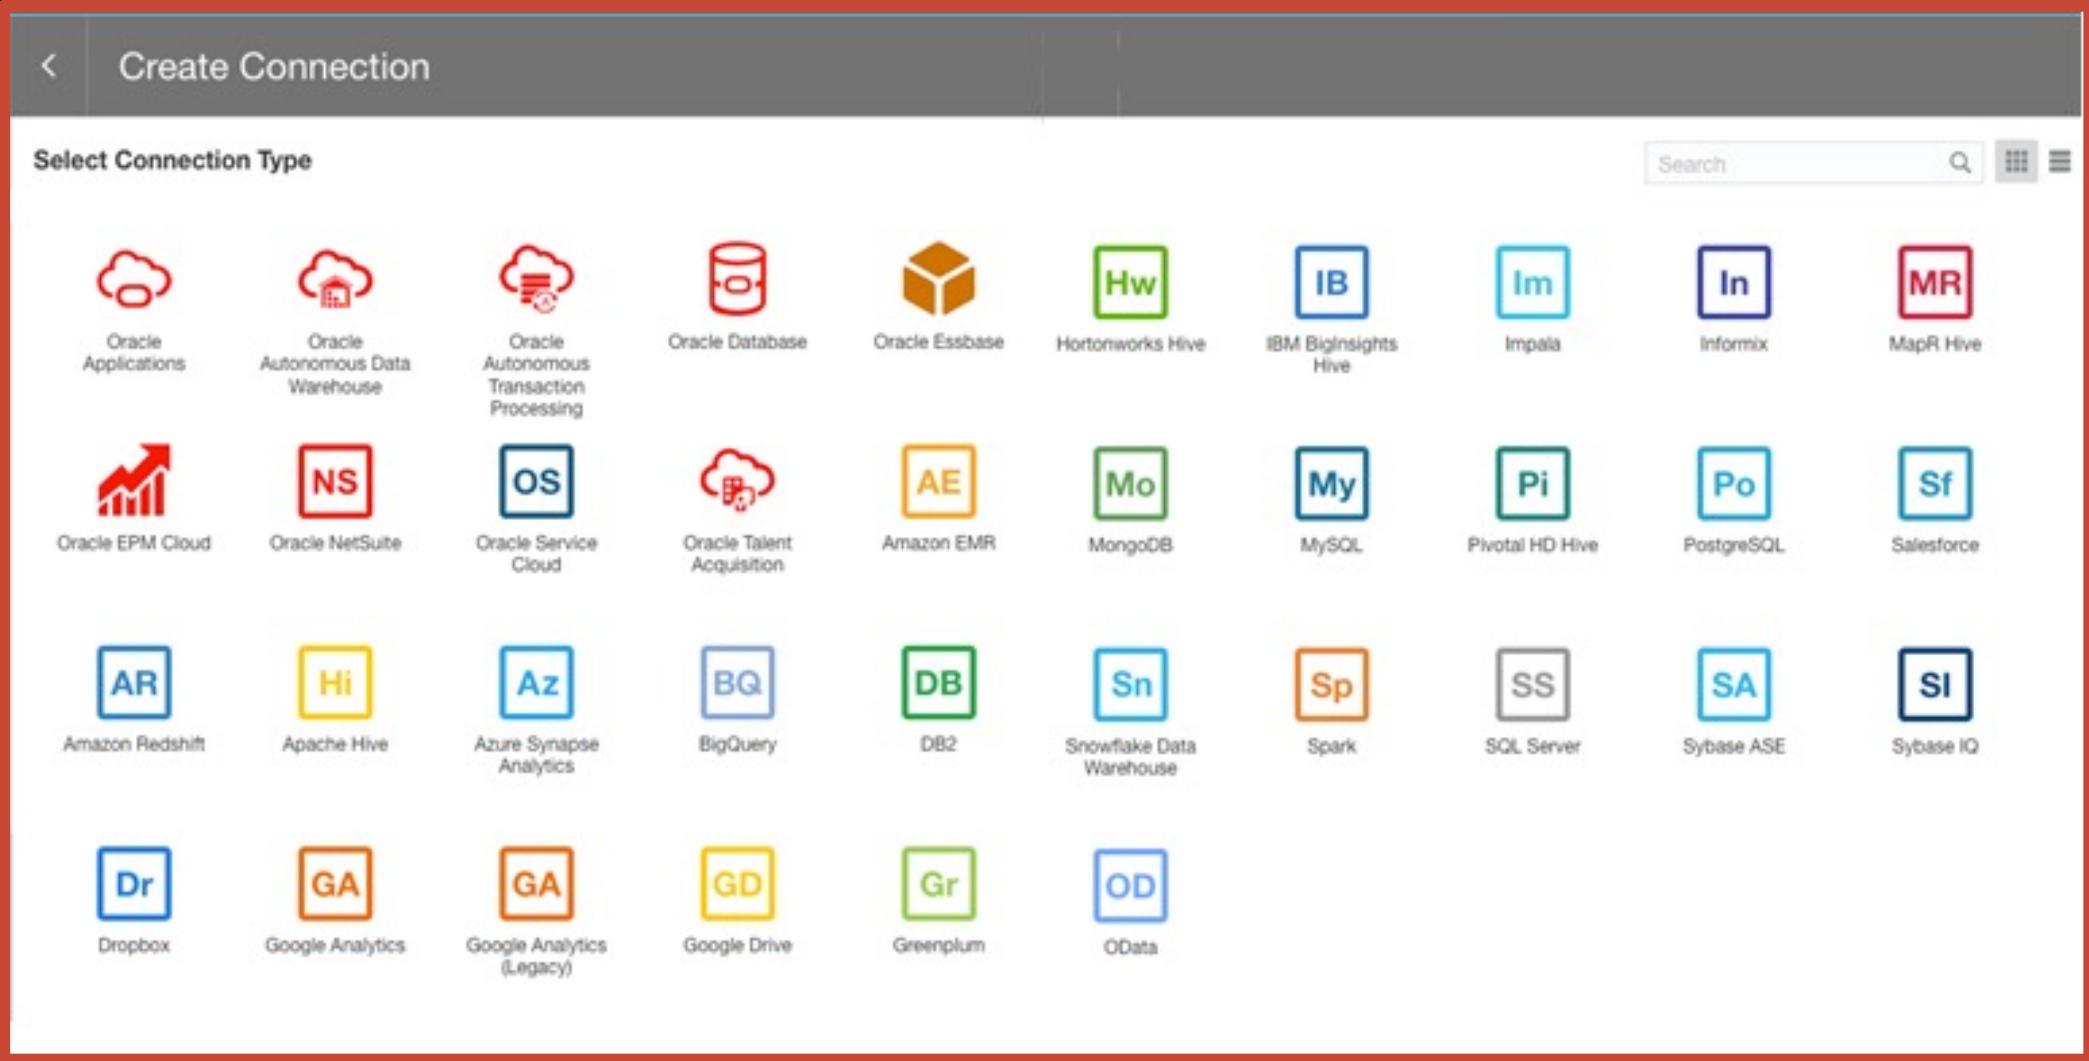 Create Connection
Select Connection Type
Search
Hw
IB
Im
In
MR
Oracle
Applications
Oracle
Autonomous Data
Warehouse
Oracle
Autonomous
Transaction
Processing
Oracle Database
Oracle Essbase
Hortonworks Hive
IBM BigInsights
Hive
Impala
Informix
MapR Hive
NS
OS
AE
Mo
My
Pi
Po
Sf
Oracle EPM Cloud
Oracle NetSuite
Oracle Service
Cloud
Oracle Talent
Acquisition
Amazon EMR
MongoDB
MySQL
Pivotal HD Hive
PostgreSQL
Salesforce
AR
Hi
Az
BQ
DB
Sn
Sp
SS
SA
SI
Amazon Redshift
Apache Hive
Azure Synapse
Analytics
BigQuery
DB2
Snowflake Data
Warehouse
Spark
SQL Server
Sybase ASE
Sybase IQ
Dr
GA
GA
GD
Gr
OD
Dropbox
Google Analytics
Google Analytics
(Legacy)
Google Drive
Greenplum
OData